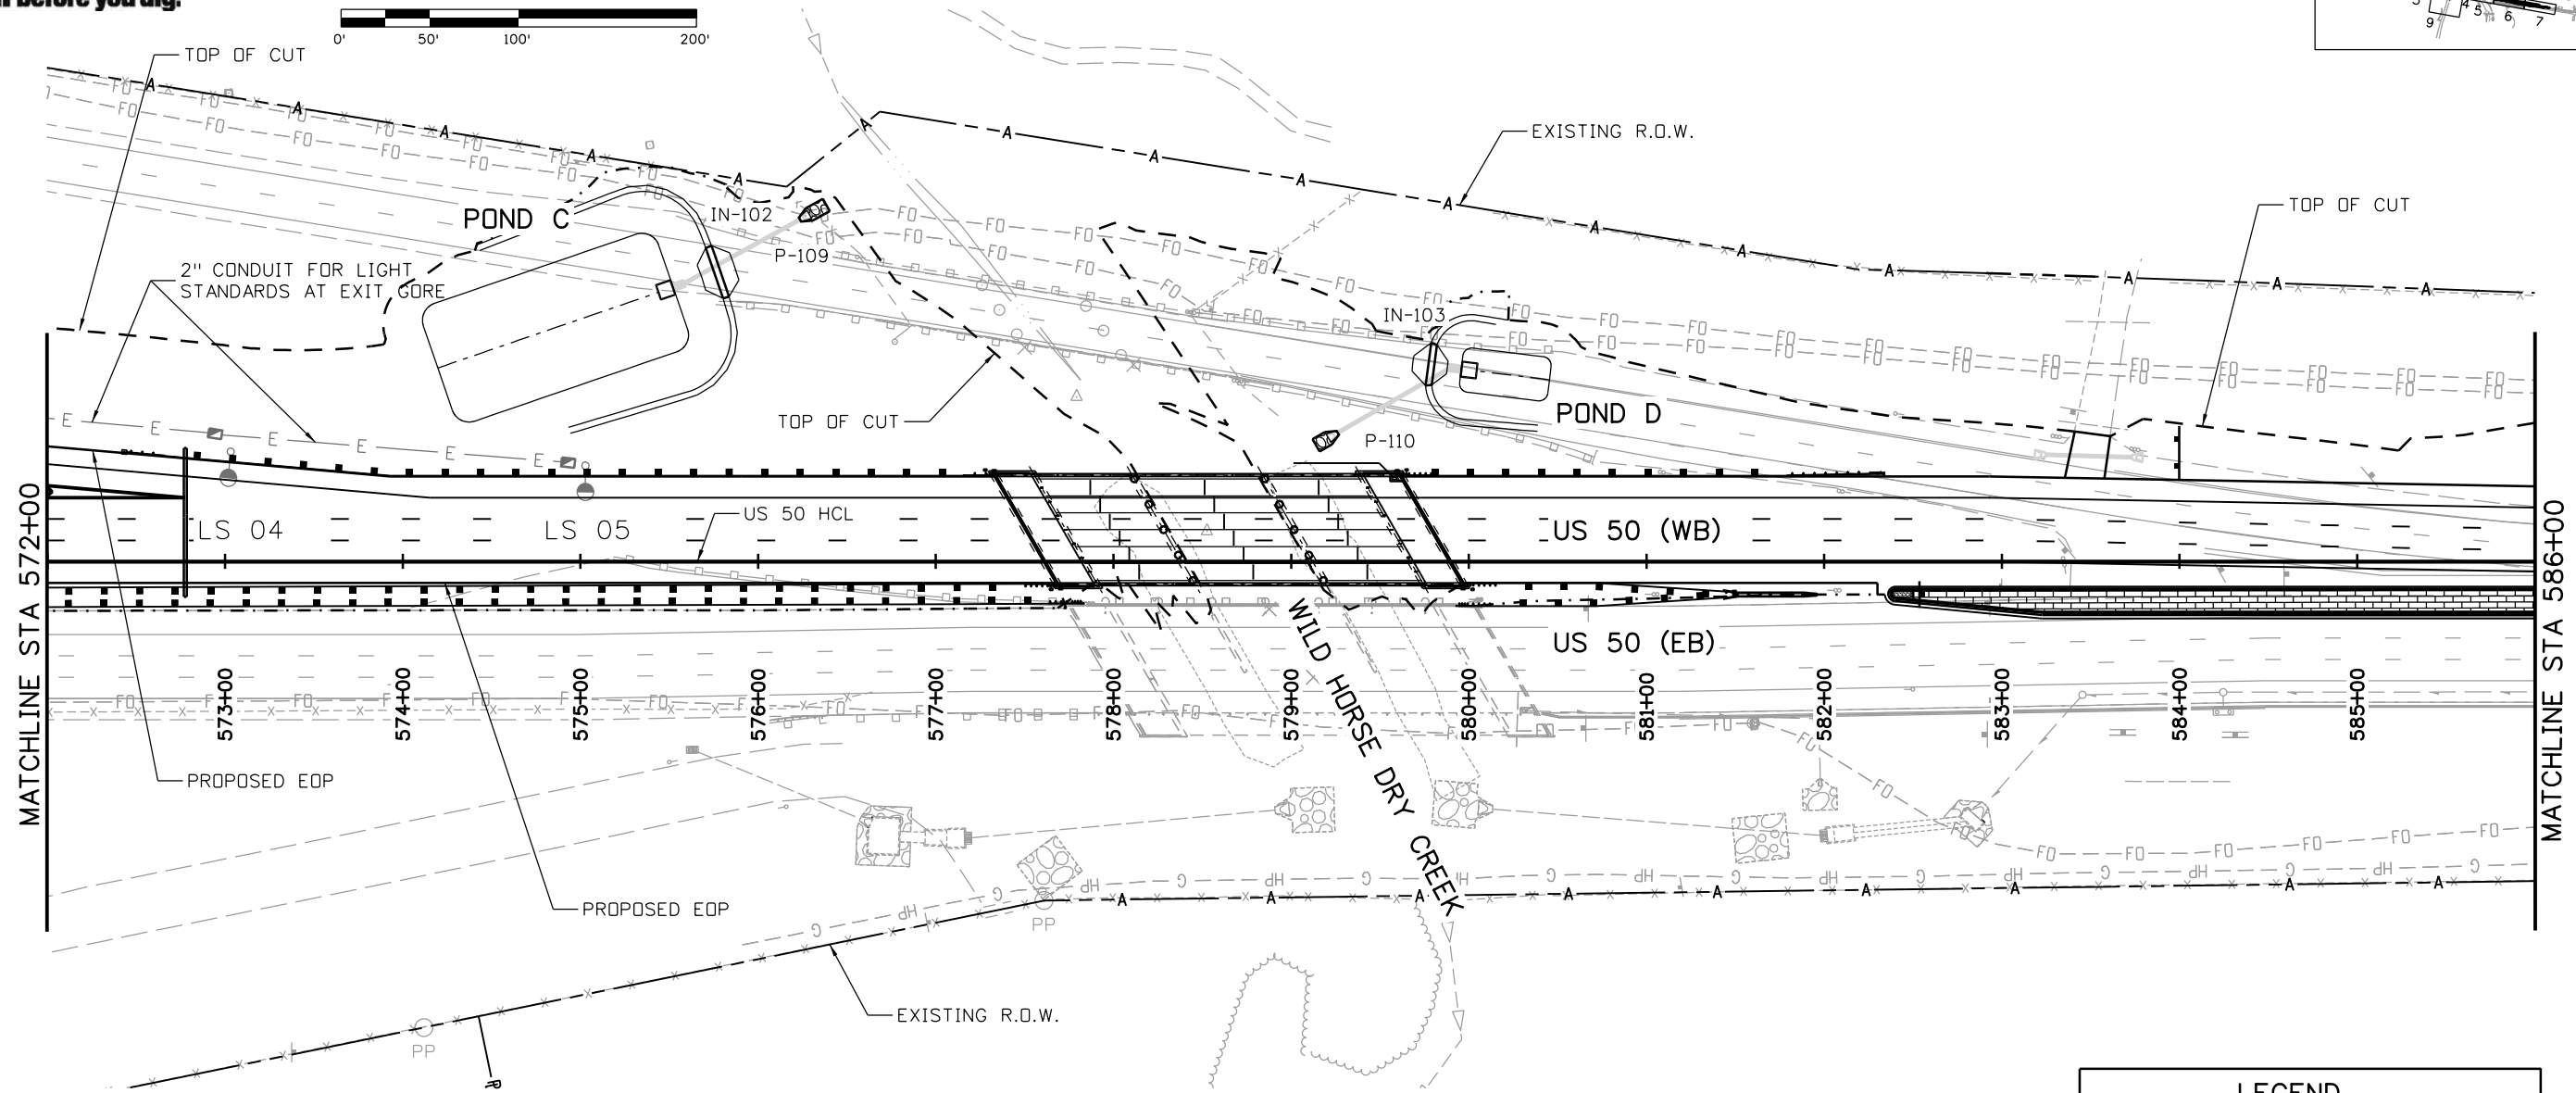 before you dig.
0' 50' 100' 200'
TOP OF CUT
EXISTING R.O.W.
TOP OF CUT
POND C
IN-102
P-109
2" CONDUIT FOR LIGHT
STANDARDS AT EXIT GORE
IN-103
TOP OF CUT
P-110
POND D
MATCHLINE STA 572+00
LS 04
LS 05
US 50 HCL
US 50 (WB)
US 50 (EB)
MATCHLINE STA 586+00
573+00
574+00
575+00
576+00
577+00
578+00
579+00
580+00
581+00
582+00
583+00
584+00
585+00
WILD HORSE DRY CREEK
PROPOSED EOP
PROPOSED EOP
EXISTING R.O.W.
PP
PP
LEGEND